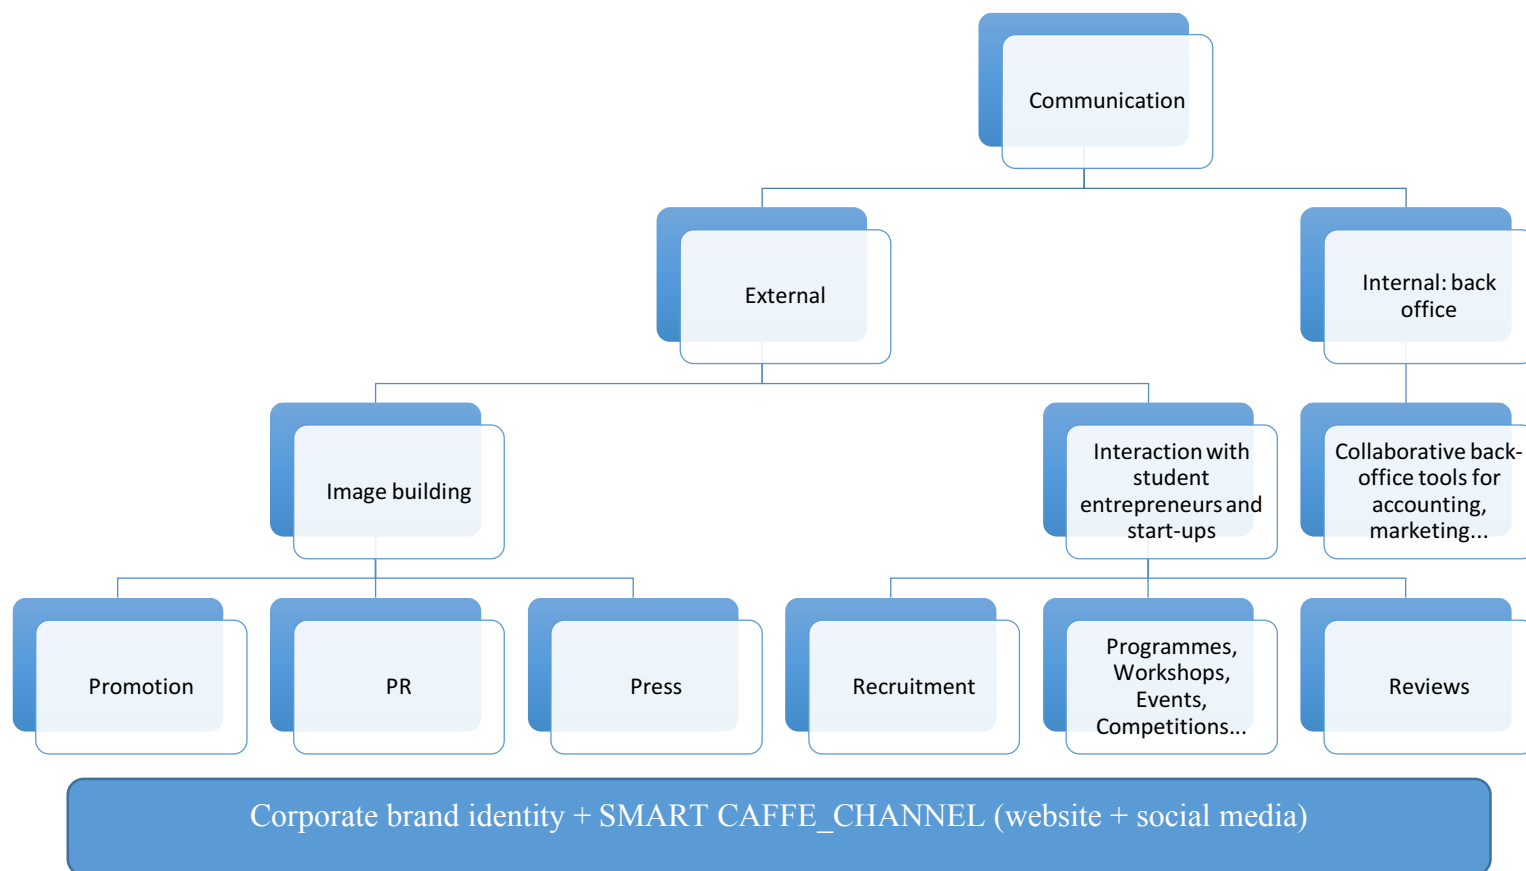 Communication
External
Internal: back
office
Image building
Interaction with
student
entrepreneurs and
start-ups
Collaborative back-
office tools for
accounting,
marketing...
Promotion
PR
Press
Recruitment
Programmes,
Workshops,
Events,
Competitions...
Reviews
Corporate brand identity + SMART CAFFE_CHANNEL (website + social media)